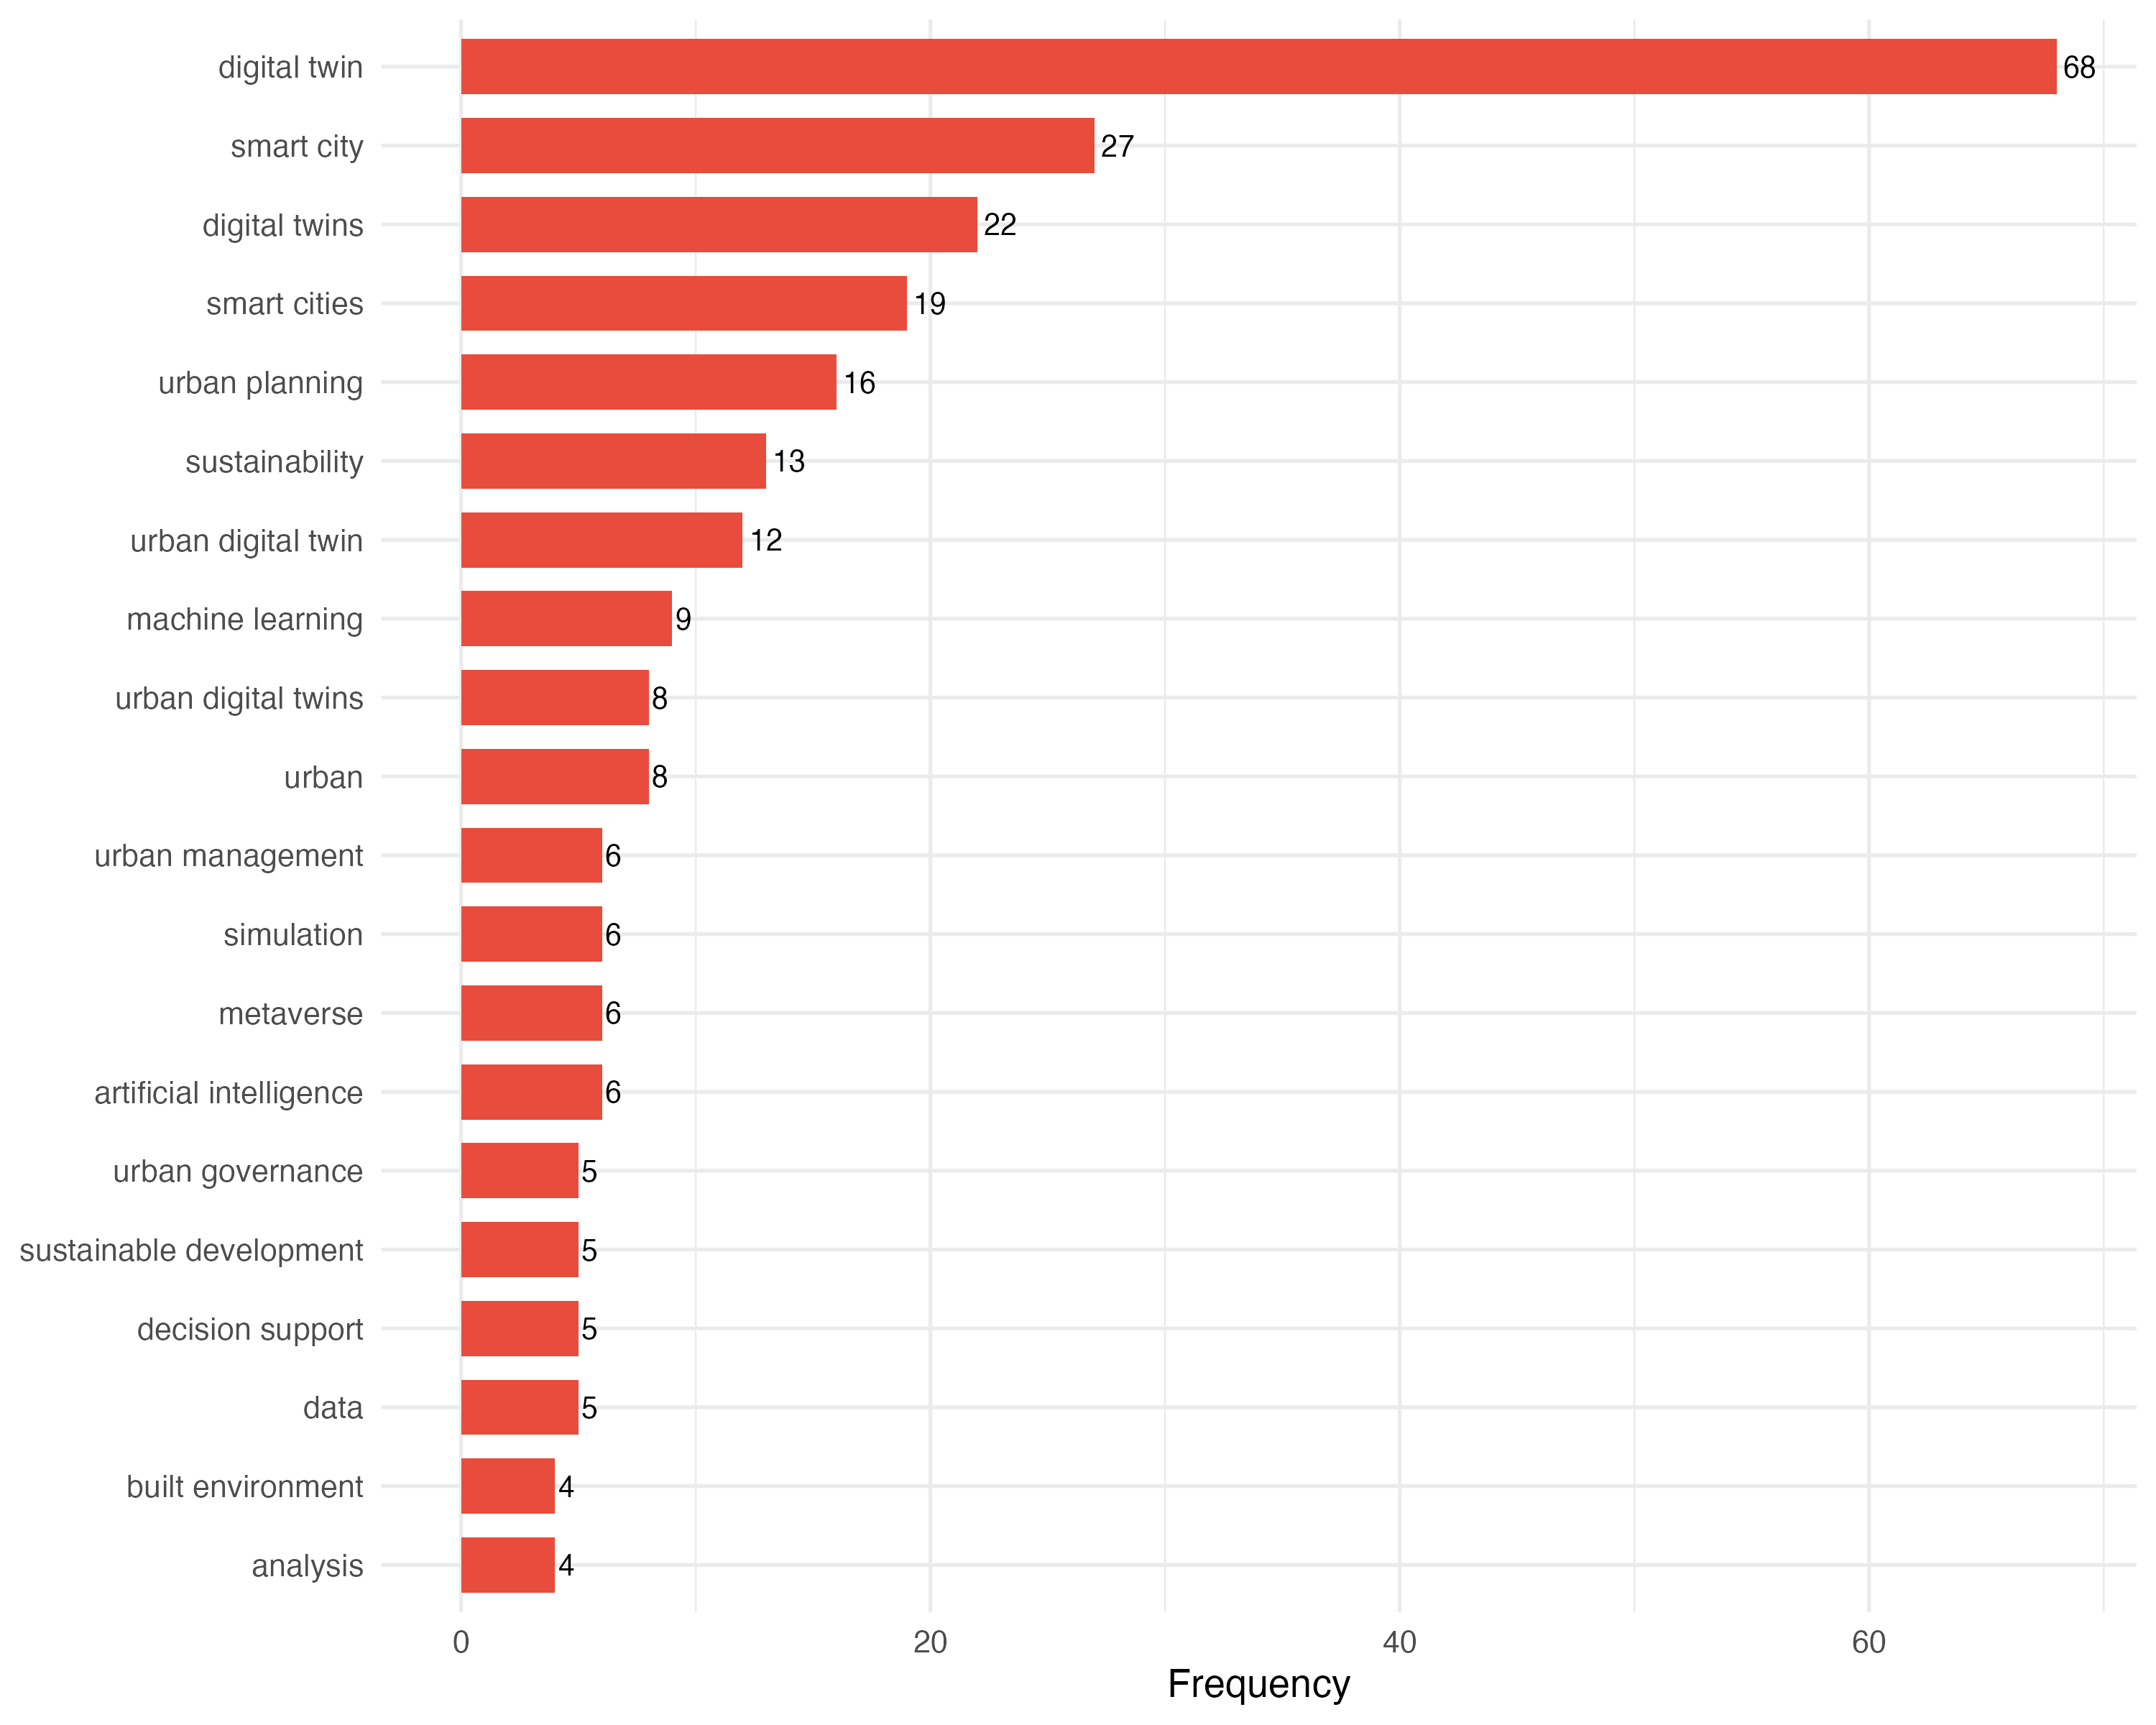 digital twin 68
smart city 27
digital twins 22
smart cities 19
urban planning 16
sustainability 13
urban digital twin 12
machine learning 9
urban digital twins 8
urban 8
urban management 6
simulation 6
metaverse 6
artificial intelligence 6
urban governance 5
sustainable development 5
decision support 5
data 5
built environment 4
analysis 4
0 20 40 60
Frequency